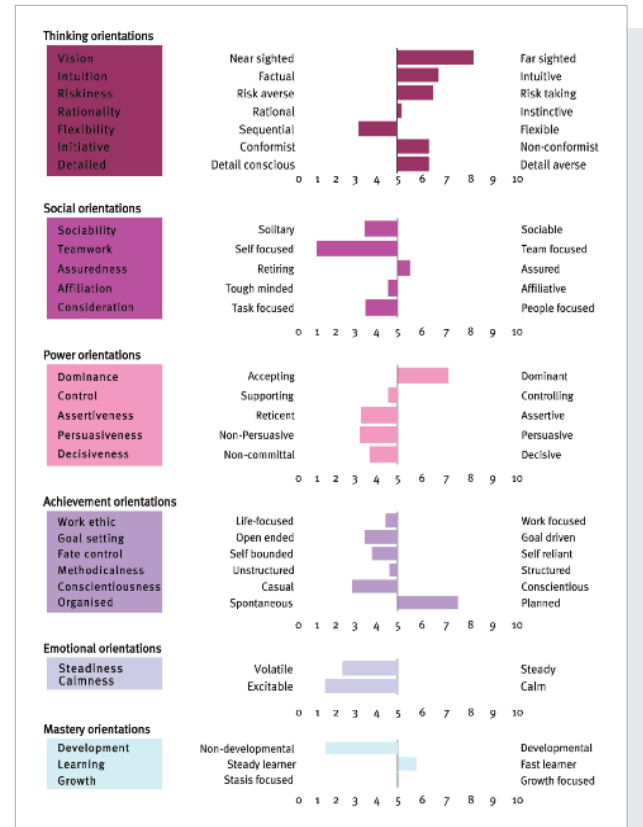 Thinking orientations
Vision Near sighted Far sighted
Intuition Factual Intuitive
Riskiness Risk averse Risk taking
Rationality Rational Instinctive
Flexibility Sequential Flexible
Initiative Conformist Non-conformist
Detailed Detail conscious Detail averse
0 1 2 3 4 5 6 7 8 9 10
Social orientations
Sociability Solitary Sociable
Teamwork Self focused Team focused
Assuredness Retiring Assured
Affiliation Tough minded Affiliative
Consideration Task focused People focused
0 1 2 3 4 5 6 7 8 9 10
Power orientations
Dominance Accepting Dominant
Control Supporting Controlling
Assertiveness Reticent Assertive
Persuasiveness Non-Persuasive Persuasive
Decisiveness Non-committal Decisive
0 1 2 3 4 5 6 7 8 9 10
Achievement orientations
Work ethic Life-focused Work focused
Goal setting Open ended Goal driven
Fate control Self bounded Self reliant
Methodicalness Unstructured Structured
Conscientiousness Casual Conscientious
Organised Spontaneous Planned
0 1 2 3 4 5 6 7 8 9 10
Emotional orientations
Steadiness Volatile Steady
Calmness Excitable Calm
0 1 2 3 4 5 6 7 8 9 10
Mastery orientations
Development Non-developmental Developmental
Learning Steady learner Fast learner
Growth Stasis focused Growth focused
0 1 2 3 4 5 6 7 8 9 10